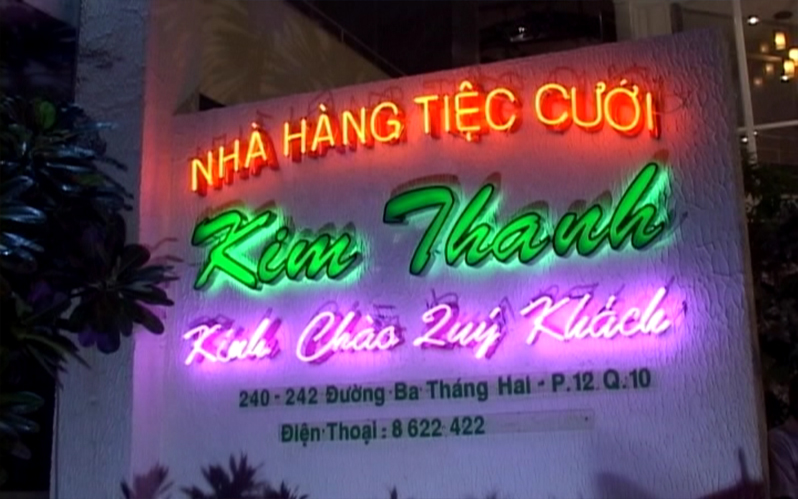 NHÀ HÀNG TIỆC CƯỚI
Kim Thanh
Kính Chào Quý Khách
240 - 242 Đường Ba Tháng Hai - P.12 Q.10
Điện Thoại : 8 622 422